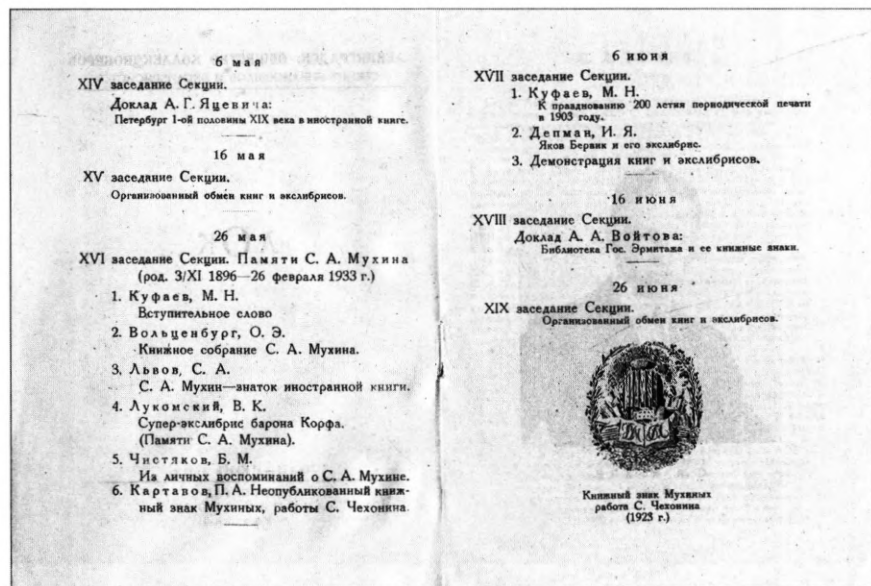 6 мая
XIV заседание Секции.
Доклад А. Г. Яцевича:
Петербург 1-ой половины XIX века в иностранной книге.
16 мая
XV заседание Секции.
Организованный обмен книг и экслибрисов.
26 мая
XVI заседание Секции. Памяти С. А. Мухина
(род. 3/XI 1896—26 февраля 1933 г.)
1. Куфаев, М. Н.
Вступительное слово
2. Вольценбург, О. Э.
Книжное собрание С. А. Мухина.
3. Львов, С. А.
С. А. Мухин—знаток иностранной книги.
4. Лукомский, В. К.
Супер-экслибрис барона Корфа.
(Памяти С. А. Мухина).
5. Чистяков, Б. М.
Из личных воспоминаний о С. А. Мухине.
6. Картавов, П. А. Неопубликованный книж-
ный знак Мухиных, работы С. Чехонина
6 июня
XVII заседание Секции.
1. Куфаев, М. Н.
К празднованию 200 летия периодической печати
в 1903 году.
2. Депман, И. Я.
Яков Бервик и его экслибрис.
3. Демонстрация книг и экслибрисов.
16 июня
XVIII заседание Секции.
Доклад А. А. Войтова:
Библиотека Гос. Эрмитажа и ее книжные знаки.
26 июня
XIX заседание Секции.
Организованный обмен книг и экслибрисов.
Книжный знак Мухиных
работа С. Чехонина
(1923 г.)